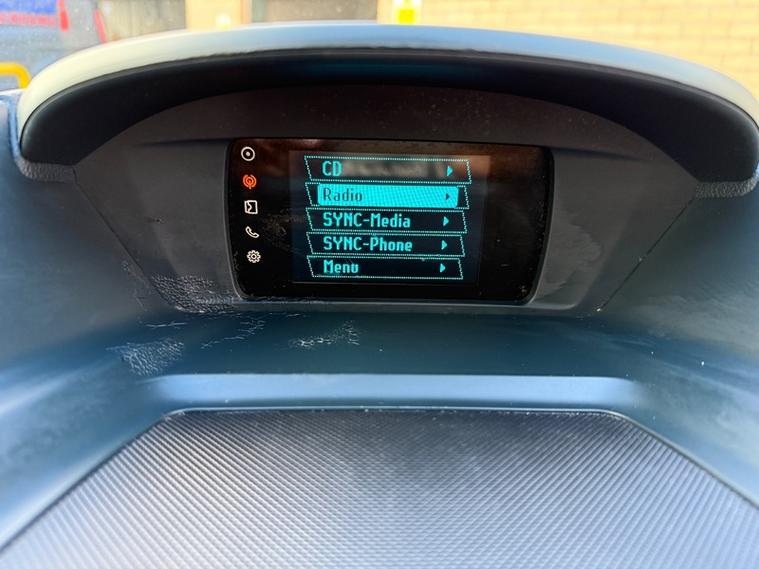 CD
Radio
SYNC-Media
SYNC-Phone
Menu